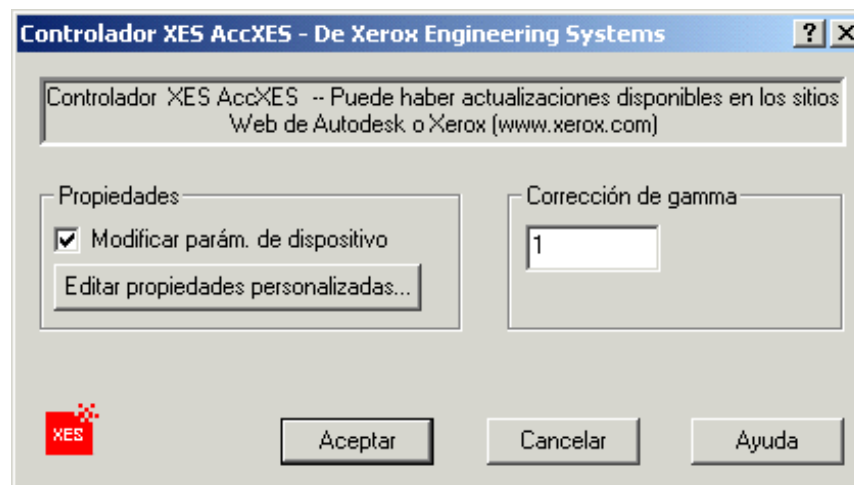 Controlador XES AccXES - De Xerox Engineering Systems
Controlador XES AccXES -- Puede haber actualizaciones disponibles en los sitios
Web de Autodesk o Xerox (www.xerox.com)
Propiedades
Modificar parám. de dispositivo
Editar propiedades personalizadas...
Corrección de gamma
1
XES
Aceptar
Cancelar
Ayuda